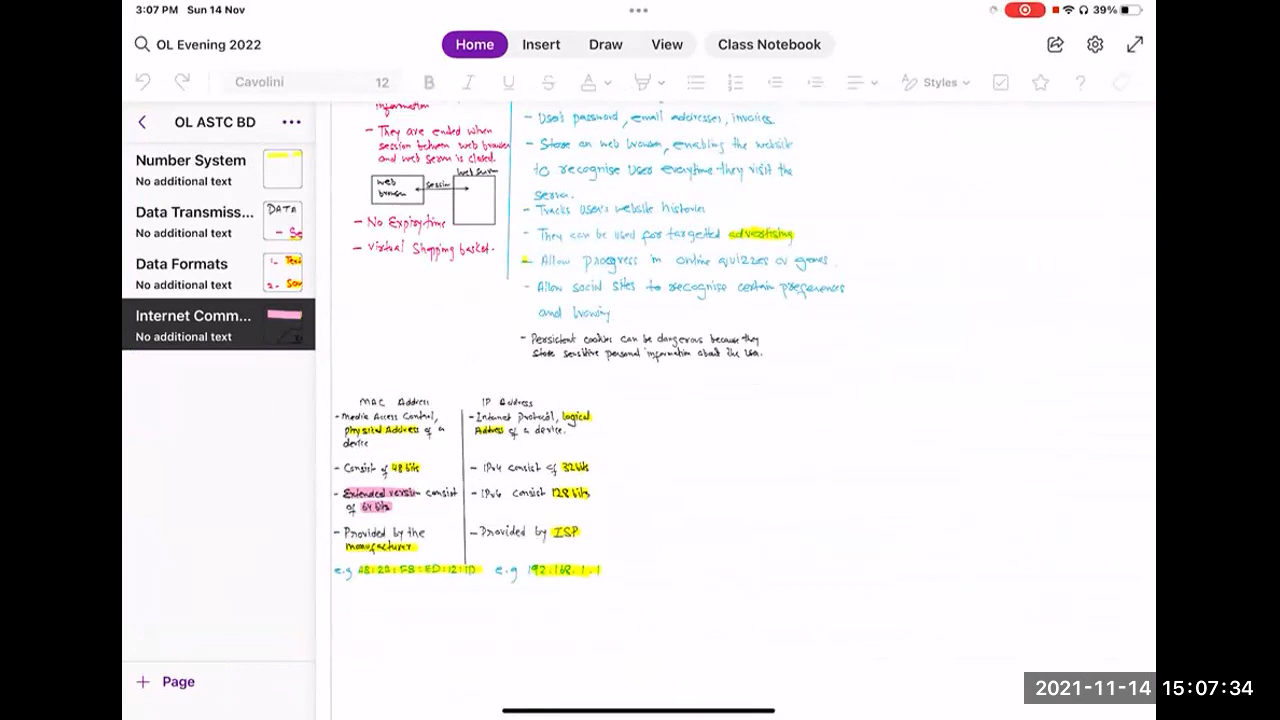 3:07 PM Sun 14 Nov
39%
OL Evening 2022
Home Insert Draw View Class Notebook
Cavolini 12 B I U S A Styles ?
OL ASTC BD
Number System
No additional text
Data Transmiss...
No additional text
DATA
Data Formats
No additional text
Internet Comm...
No additional text
+ Page
information
- They are ended when
session between web browser
and web server is closed.
web browser
session
web server
- No Expiry time
- Virtual Shopping basket.
- User's password, email addresses, invoices
- Store on web browser, enabling the website
to recognise user everytime they visit the
server.
- Tracks user's website histories
- They can be used for targetted advertising
- Allow progress in online quizzes or games.
- Allow social sites to recognise certain preferences
and browsing
- Persistent cookies can be dangerous because they
store sensitive personal information about the user.
MAC Address
- Media Access Control,
physical Address of a
device
- Consist of 48 bits
- Extended version consist
of 64 bits
- Provided by the
manufacturer
e.g A8:2B:FB:ED:12:1D
IP Address
- Internet Protocol, logical
Address of a device.
- IPv4 consist of 32 bits
- IPv6 consist 128 bits
- Provided by ISP
e.g 192.168.1.1
2021-11-14 15:07:34